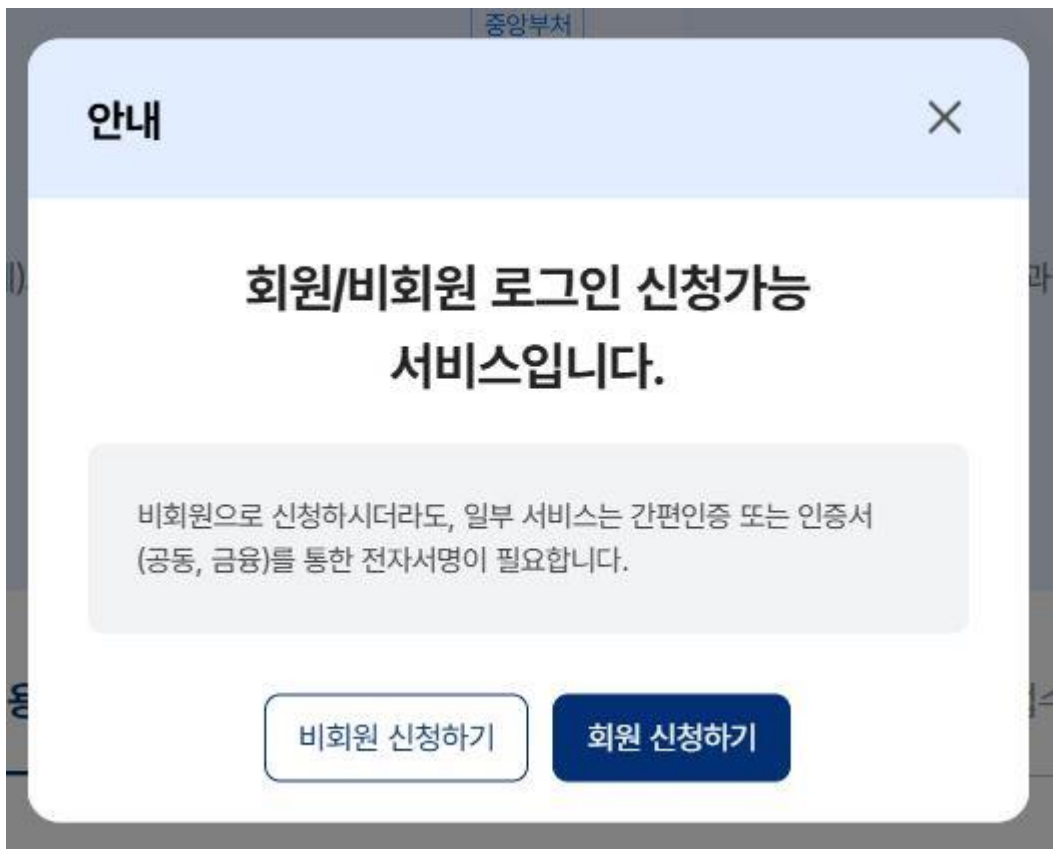 중앙부처
안내
회원/비회원 로그인 신청가능
서비스입니다.
비회원으로 신청하시더라도, 일부 서비스는 간편인증 또는 인증서
(공동, 금융)를 통한 전자서명이 필요합니다.
비회원 신청하기
회원 신청하기